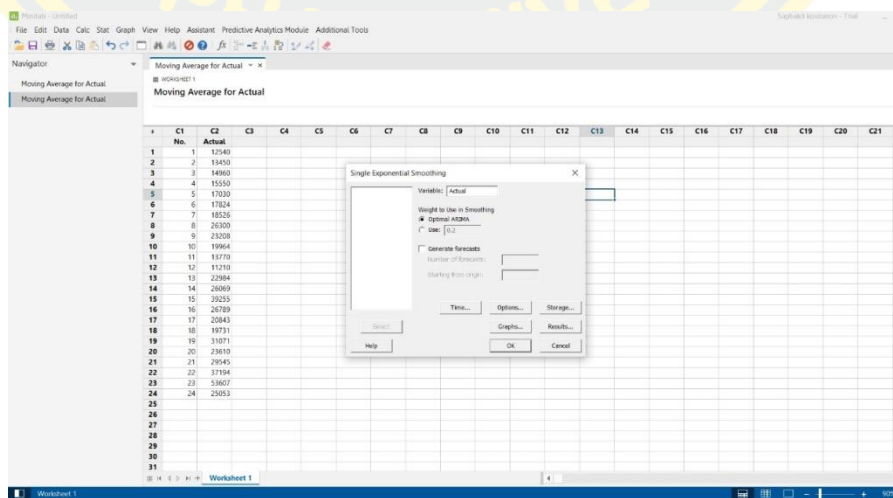 Minitab - Untitled
Suphakit kositanon - Trial
File Edit Data Calc Stat Graph View Help Assistant Predictive Analytics Module Additional Tools
Navigator
Moving Average for Actual
Moving Average for Actual
Moving Average for Actual
WORKSHEET 1
Moving Average for Actual
C1 C2 C3 C4 C5 C6 C7 C8 C9 C10 C11 C12 C13 C14 C15 C16 C17 C18 C19 C20 C21
No. Actual
1 1 12540
2 2 13450
3 3 14960
4 4 15550
5 5 17030
6 6 17824
7 7 18526
8 8 26300
9 9 23208
10 10 19964
11 11 13770
12 12 11210
13 13 22984
14 14 26069
15 15 39255
16 16 26789
17 17 20843
18 18 19731
19 19 31071
20 20 23610
21 21 29545
22 22 37194
23 23 53607
24 24 25053
25
26
27
28
29
30
31
Single Exponential Smoothing
Variable: Actual
Weight to Use in Smoothing
Optimal ARIMA
Use: 0.2
Generate forecasts
Number of forecasts:
Starting from origin:
Time... Options... Storage...
Select Graphs... Results...
Help OK Cancel
Worksheet 1
Worksheet 1
90%